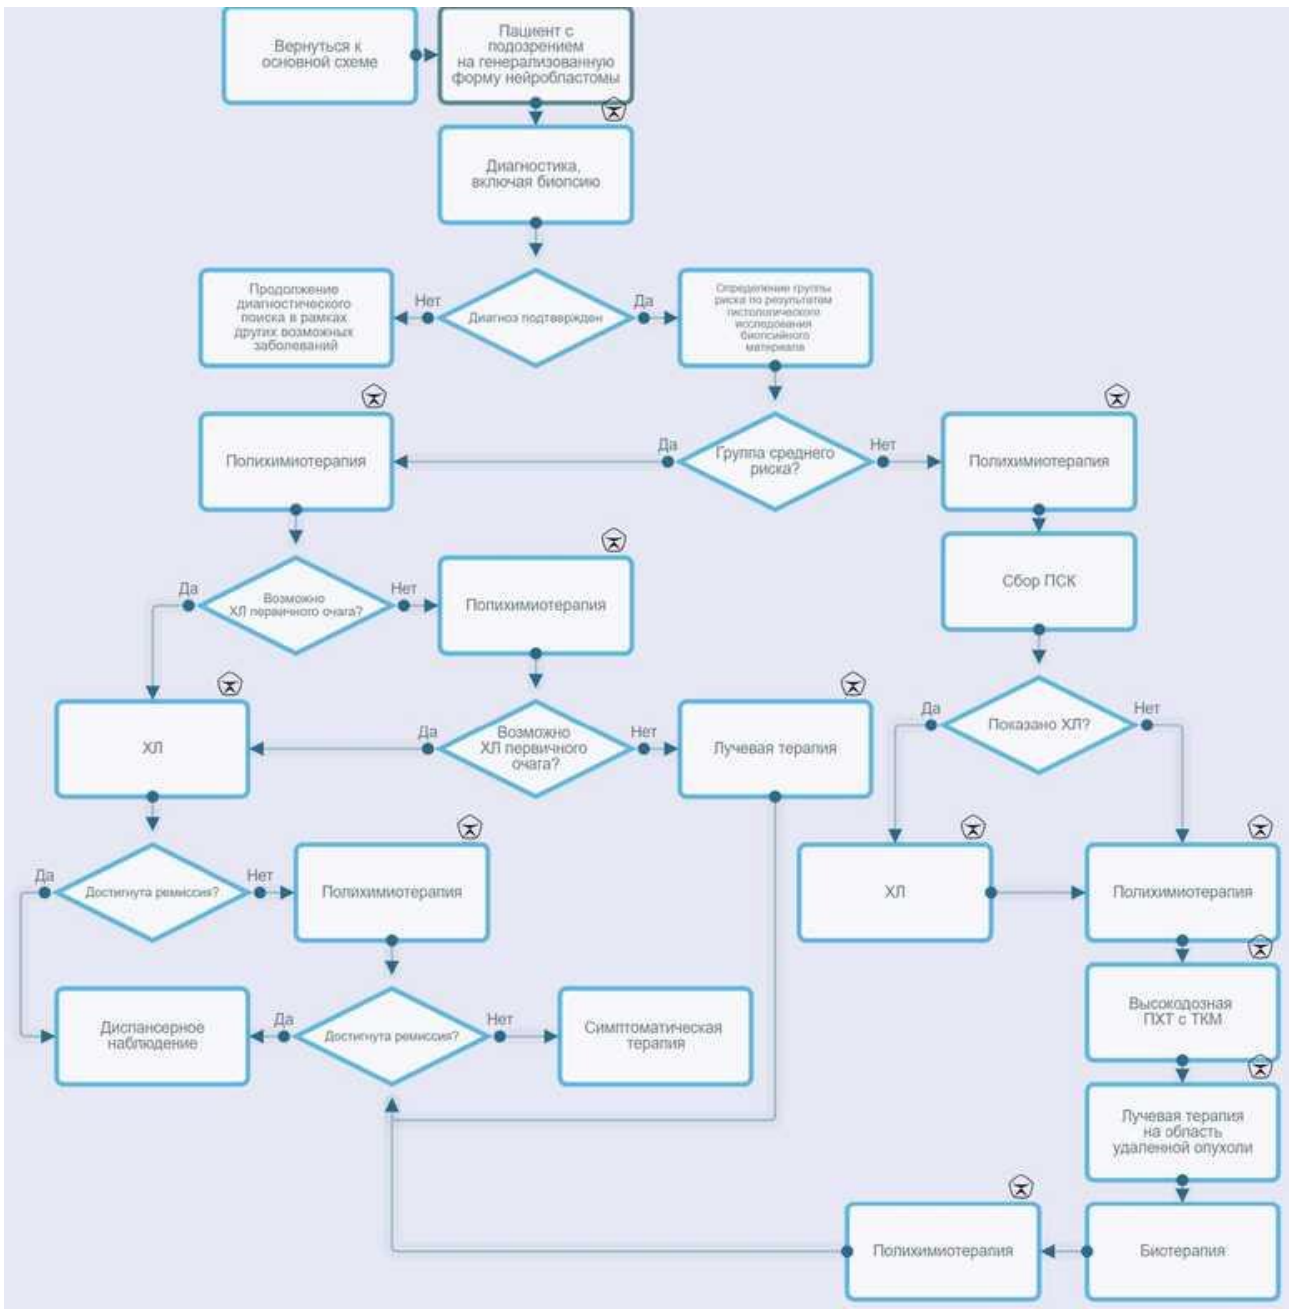 Вернуться к
основной схеме
Пациент с
подозрением
на генерализованную
форму нейробластомы
Диагностика,
включая биопсию
Продолжение
диагностического
поиска в рамках
других возможных
заболеваний
Нет
Диагноз подтвержден
Да
Определение группы
риска по результатам
гистологического
исследования
биопсийного
материала
Полихимиотерапия
Да
Группа среднего
риска?
Нет
Полихимиотерапия
Да
Возможно
ХЛ первичного очага?
Нет
Полихимиотерапия
Сбор ПСК
ХЛ
Да
Возможно
ХЛ первичного
очага?
Нет
Лучевая терапия
Да
Показано ХЛ?
Нет
Да
Достигнута ремиссия?
Нет
Полихимиотерапия
ХЛ
Полихимиотерапия
Диспансерное
наблюдение
Да
Достигнута ремиссия?
Нет
Симптоматическая
терапия
Высокодозная
ПХТ с ТКМ
Лучевая терапия
на область
удаленной опухоли
Полихимиотерапия
Биотерапия